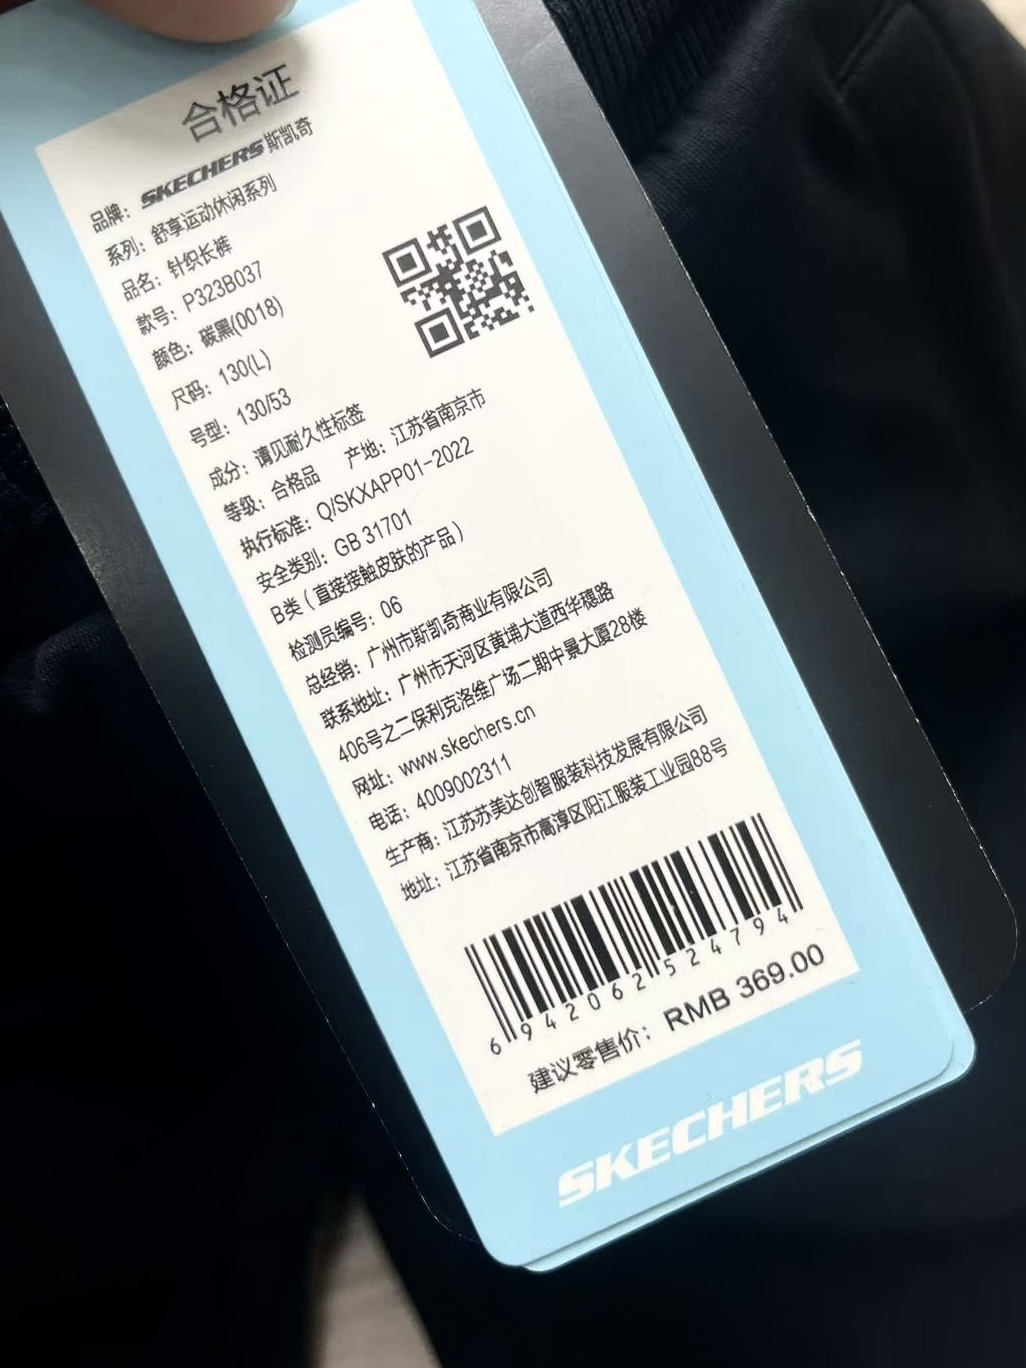 合格证
品牌： SKECHERS 斯凯奇
系列： 舒享运动休闲系列
品名： 针织长裤
款号： P323B037
颜色： 碳黑(0018)
尺码： 130(L)
号型： 130/53
成分： 请见耐久性标签
等级： 合格品 产地： 江苏省南京市
执行标准： Q/SKXAPP01-2022
安全类别： GB 31701
B类 ( 直接接触皮肤的产品 )
检测员编号： 06
总经销： 广州市斯凯奇商业有限公司
联系地址： 广州市天河区黄埔大道西华穗路
406号之二保利克洛维广场二期中景大厦28楼
网址： www.skechers.cn
电话： 4009002311
生产商： 江苏苏美达创智服装科技发展有限公司
地址： 江苏省南京市高淳区阳江服装工业园88号
6942062524794
建议零售价： RMB 369.00
SKECHERS